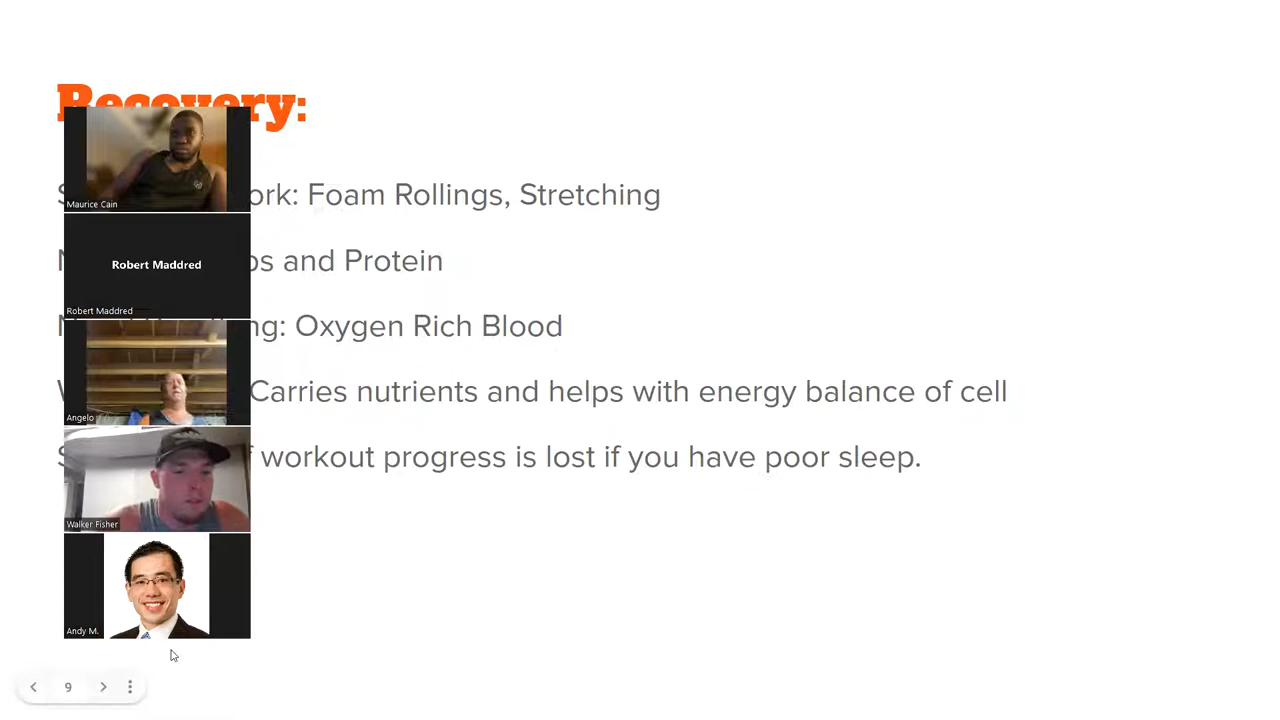 Recovery:
Maurice Cain
ork: Foam Rollings, Stretching
Robert Maddred
and Protein
Robert Maddred
ng: Oxygen Rich Blood
Carries nutrients and helps with energy balance of cell
Angelo
workout progress is lost if you have poor sleep.
Walker Fisher
Andy M.
9